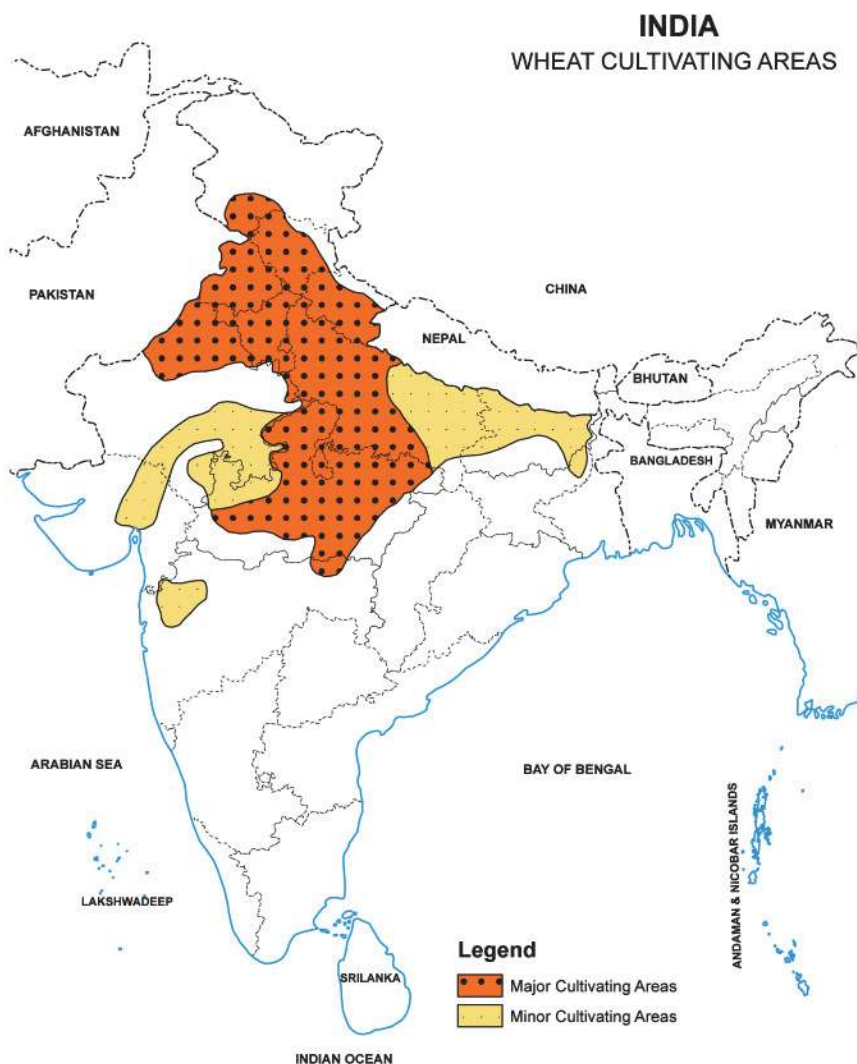 INDIA
WHEAT CULTIVATING AREAS
AFGHANISTAN
PAKISTAN
CHINA
NEPAL
BHUTAN
BANGLADESH
MYANMAR
ARABIAN SEA
BAY OF BENGAL
ANDAMAN & NICOBAR ISLANDS
LAKSHWADEEP
Legend
Major Cultivating Areas
SRILANKA
Minor Cultivating Areas
INDIAN OCEAN